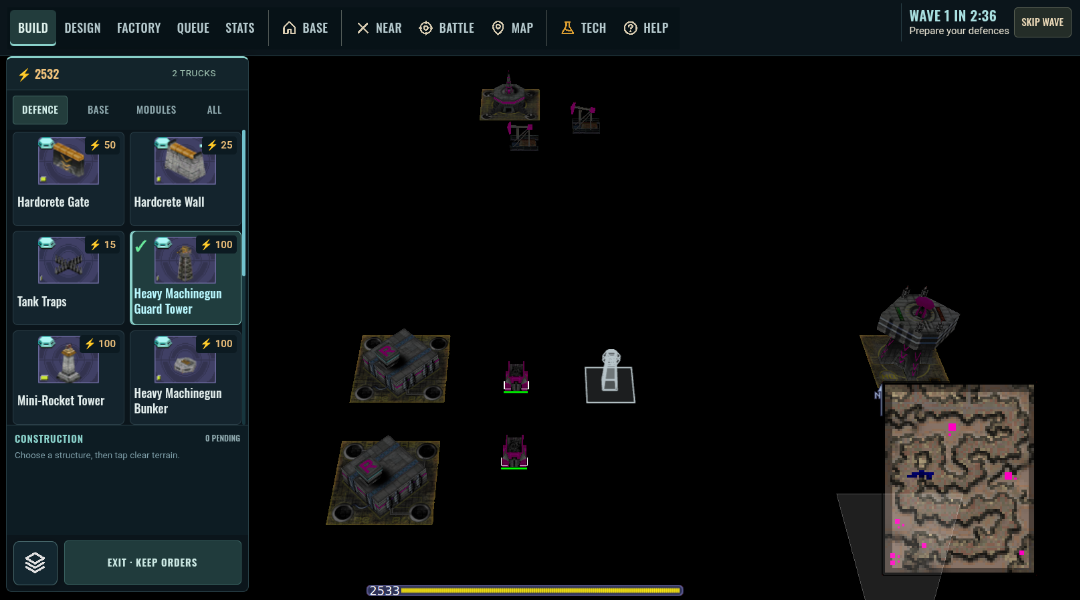 BUILD
DESIGN
FACTORY
QUEUE
STATS
BASE
NEAR
BATTLE
MAP
TECH
HELP
WAVE 1 IN 2:36
Prepare your defences
SKIP WAVE
2532
2 TRUCKS
DEFENCE
BASE
MODULES
ALL
50
Hardcrete Gate
25
Hardcrete Wall
15
Tank Traps
100
Heavy Machinegun
Guard Tower
100
Mini-Rocket Tower
100
Heavy Machinegun
Bunker
CONSTRUCTION
0 PENDING
Choose a structure, then tap clear terrain.
EXIT - KEEP ORDERS
2533
N